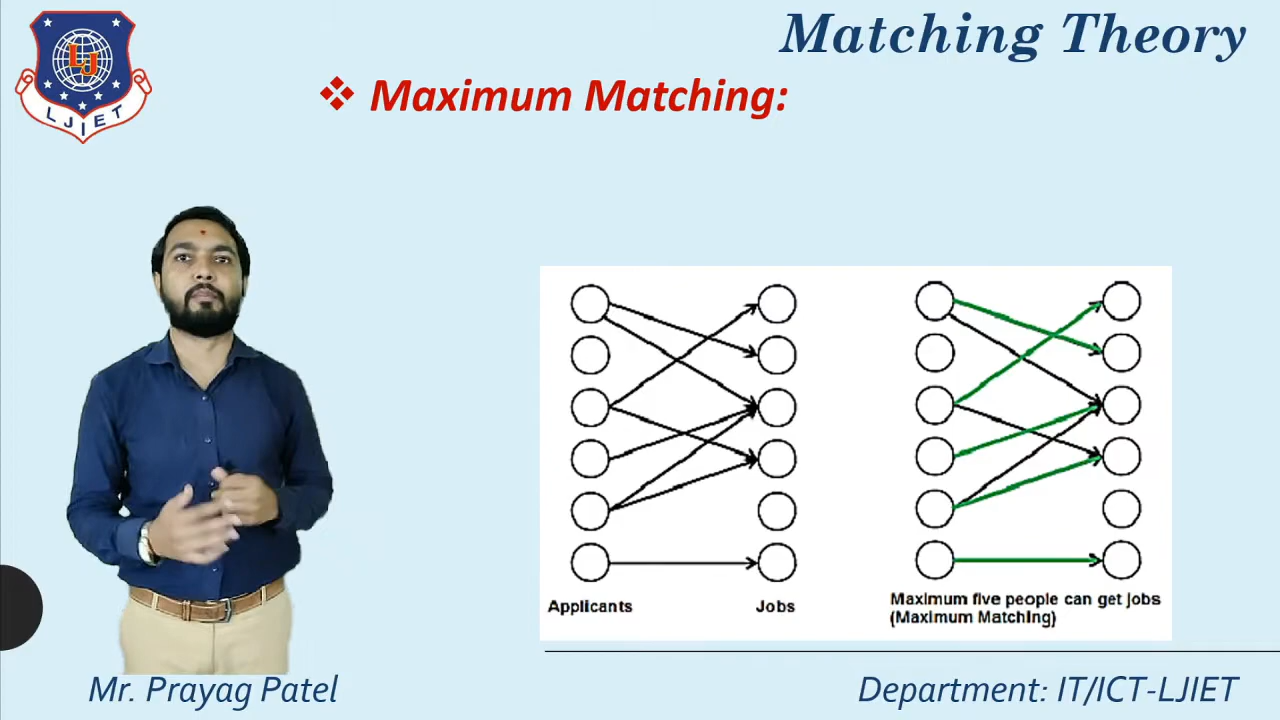 Matching Theory
❖ Maximum Matching:
LJ
LJIET
Applicants
Jobs
Maximum five people can get jobs
(Maximum Matching)
Mr. Prayag Patel
Department: IT/ICT-LJIET